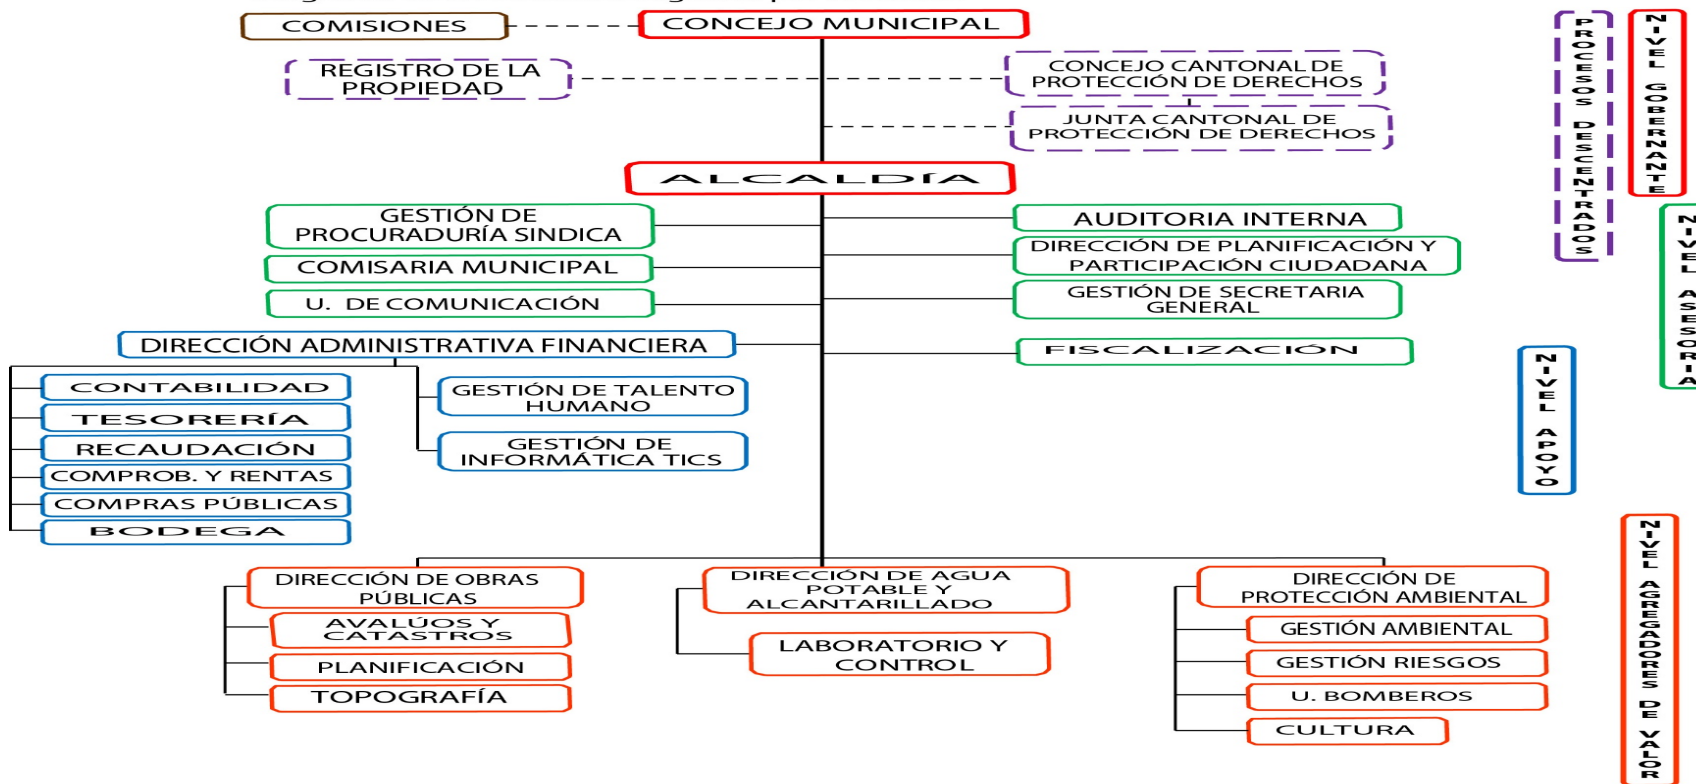 COMISIONES
CONCEJO MUNICIPAL
REGISTRO DE LA
PROPIEDAD
CONCEJO CANTONAL DE
PROTECCIÓN DE DERECHOS
JUNTA CANTONAL DE
PROTECCIÓN DE DERECHOS
ALCALDÍA
GESTIÓN DE
PROCURADURÍA SINDICA
AUDITORIA INTERNA
COMISARIA MUNICIPAL
DIRECCIÓN DE PLANIFICACIÓN Y
PARTICIPACIÓN CIUDADANA
U. DE COMUNICACIÓN
GESTIÓN DE SECRETARIA
GENERAL
DIRECCIÓN ADMINISTRATIVA FINANCIERA
FISCALIZACIÓN
CONTABILIDAD
TESORERÍA
RECAUDACIÓN
COMPROB. Y RENTAS
COMPRAS PÚBLICAS
BODEGA
GESTIÓN DE TALENTO
HUMANO
GESTIÓN DE
INFORMÁTICA TICS
DIRECCIÓN DE OBRAS
PÚBLICAS
AVALÚOS Y
CATASTROS
PLANIFICACIÓN
TOPOGRAFÍA
DIRECCIÓN DE AGUA
POTABLE Y
ALCANTARILLADO
LABORATORIO Y
CONTROL
DIRECCIÓN DE
PROTECCIÓN AMBIENTAL
GESTIÓN AMBIENTAL
GESTIÓN RIESGOS
U. BOMBEROS
CULTURA
PROCESOS DESCENTRADOS
NIVEL GOBERNANTE
NIVEL ASESORIA
NIVEL APOYO
NIVEL AGREGADORES DE VALOR